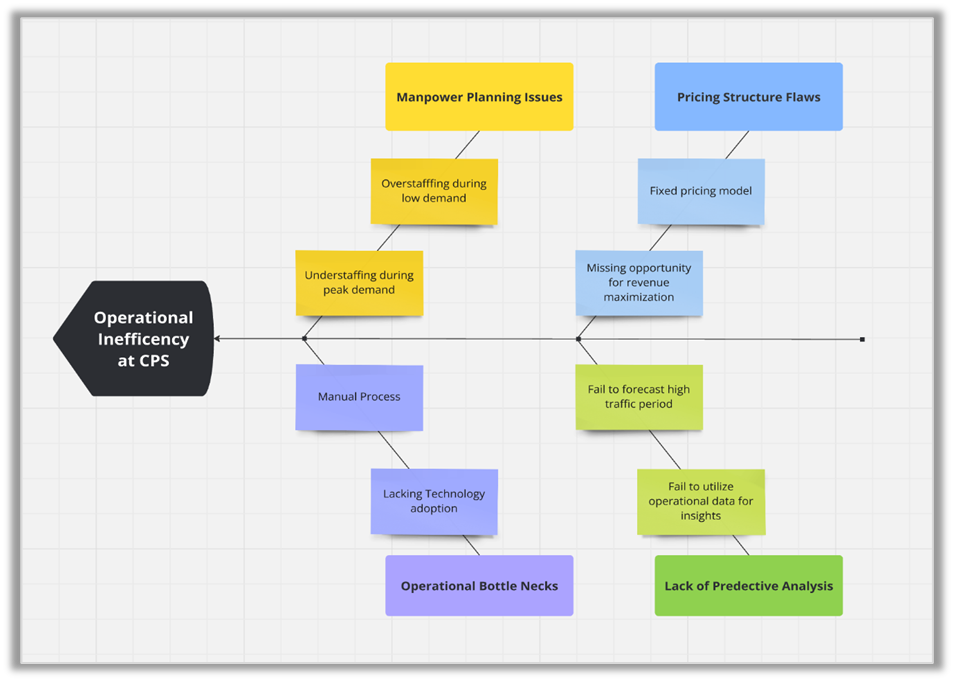 Manpower Planning Issues
Pricing Structure Flaws
Overstafffing during
low demand
Fixed pricing model
Understaffing during
peak demand
Missing opportunity
for revenue
maximization
Operational
Inefficency
at CPS
Manual Process
Fail to forecast high
traffic period
Lacking Technology
adoption
Fail to utilize
operational data for
insights
Operational Bottle Necks
Lack of Predective Analysis